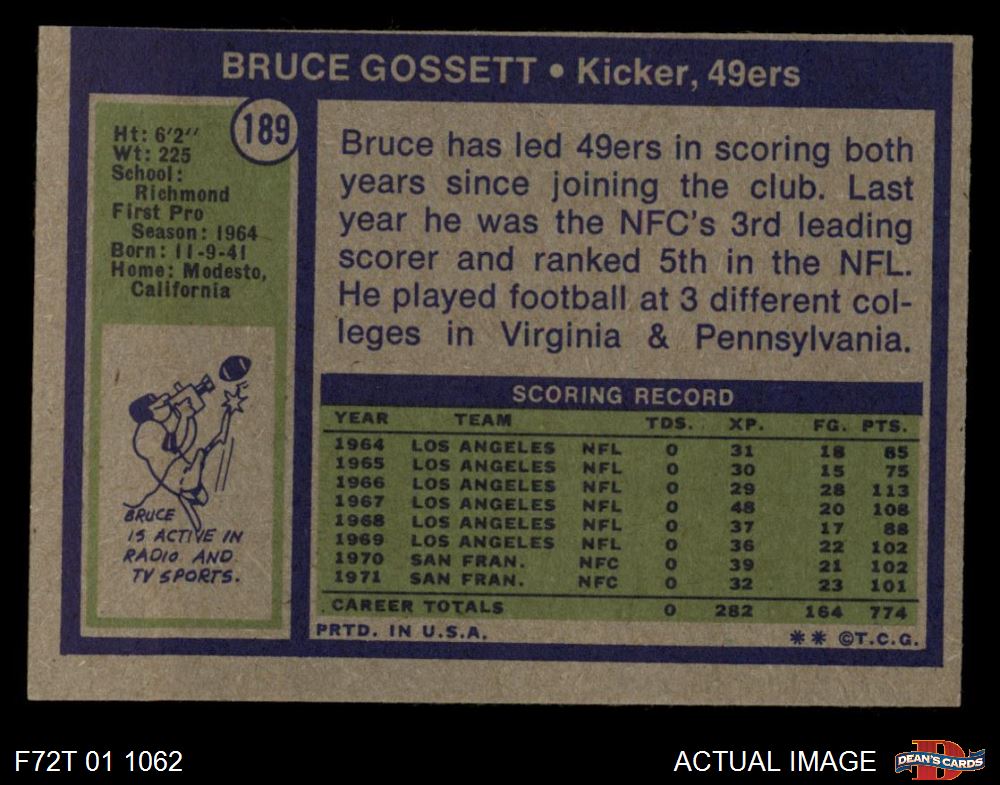 BRUCE GOSSETT • Kicker, 49ers
189
Ht: 6'2''
Wt: 225
School:
Richmond
First Pro
Season: 1964
Born: 11-9-41
Home: Modesto,
California
BRUCE
IS ACTIVE IN
RADIO AND
TV SPORTS.
Bruce has led 49ers in scoring both
years since joining the club. Last
year he was the NFC's 3rd leading
scorer and ranked 5th in the NFL.
He played football at 3 different col-
leges in Virginia & Pennsylvania.
SCORING RECORD
YEAR TEAM TDS. XP. FG. PTS.
1964 LOS ANGELES NFL 0 31 18 85
1965 LOS ANGELES NFL 0 30 15 75
1966 LOS ANGELES NFL 0 29 28 113
1967 LOS ANGELES NFL 0 48 20 108
1968 LOS ANGELES NFL 0 37 17 88
1969 LOS ANGELES NFL 0 36 22 102
1970 SAN FRAN. NFC 0 39 21 102
1971 SAN FRAN. NFC 0 32 23 101
CAREER TOTALS 0 282 164 774
PRTD. IN U.S.A. ** ©T.C.G.
F72T 01 1062
ACTUAL IMAGE
D
DEAN'S CARDS